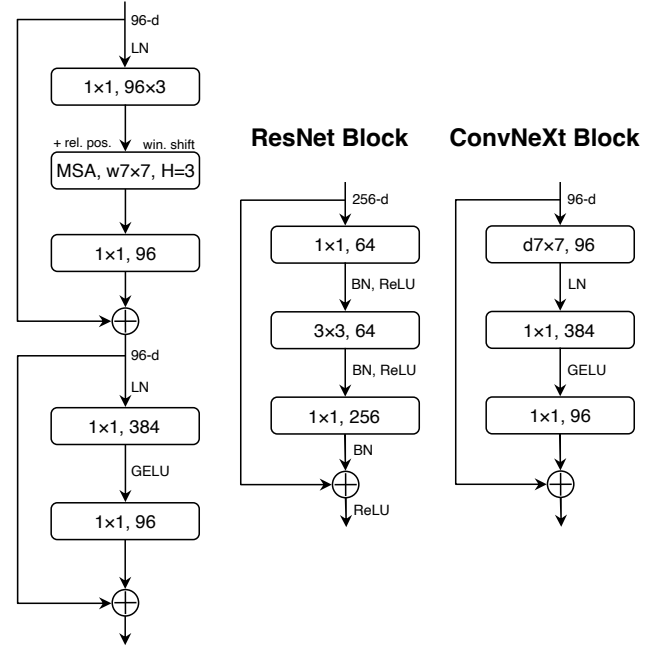 96-d
LN
1×1, 96×3
+ rel. pos. win. shift
MSA, w7×7, H=3
1×1, 96
96-d
LN
1×1, 384
GELU
1×1, 96
ResNet Block
256-d
1×1, 64
BN, ReLU
3×3, 64
BN, ReLU
1×1, 256
BN
ReLU
ConvNeXt Block
96-d
d7×7, 96
LN
1×1, 384
GELU
1×1, 96